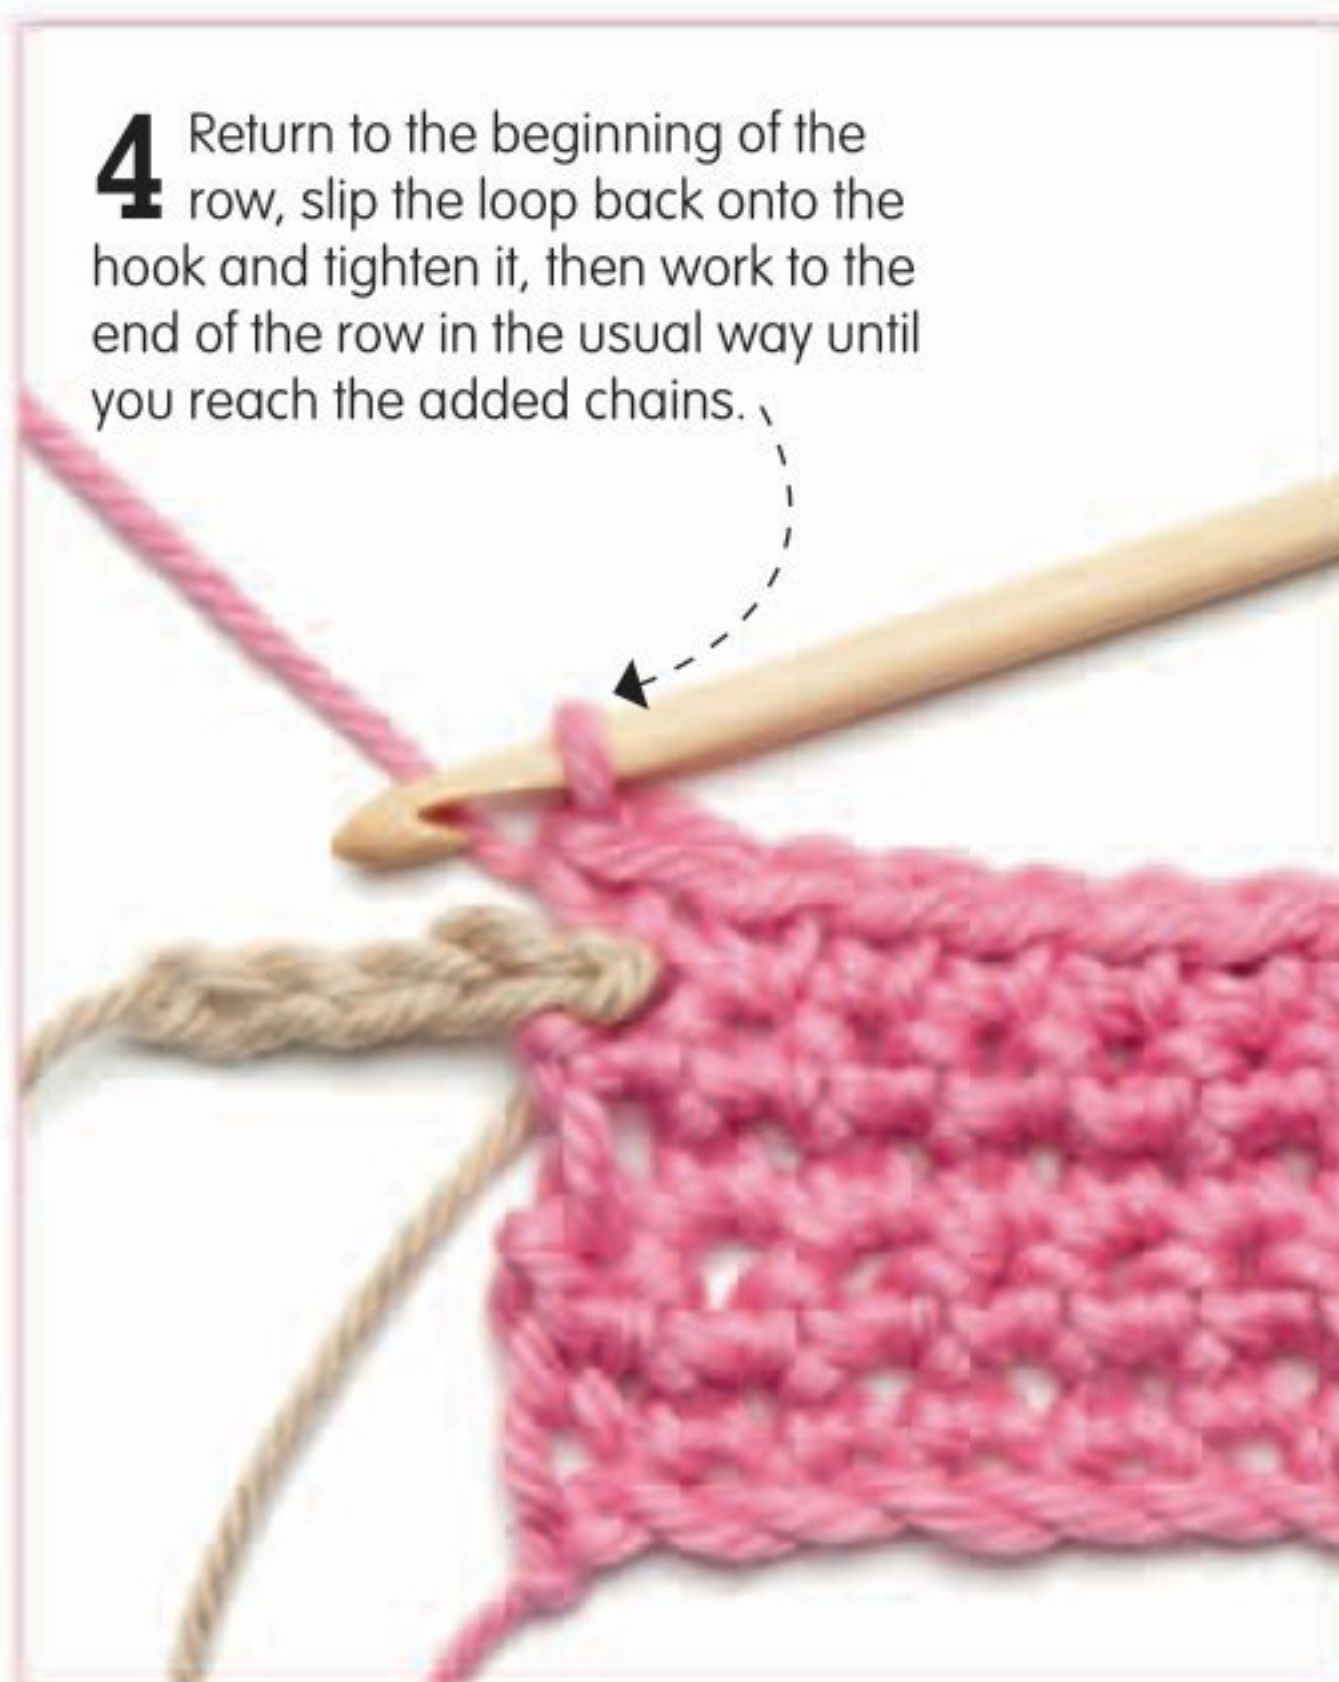 4 Return to the beginning of the
row, slip the loop back onto the
hook and tighten it, then work to the
end of the row in the usual way until
you reach the added chains.